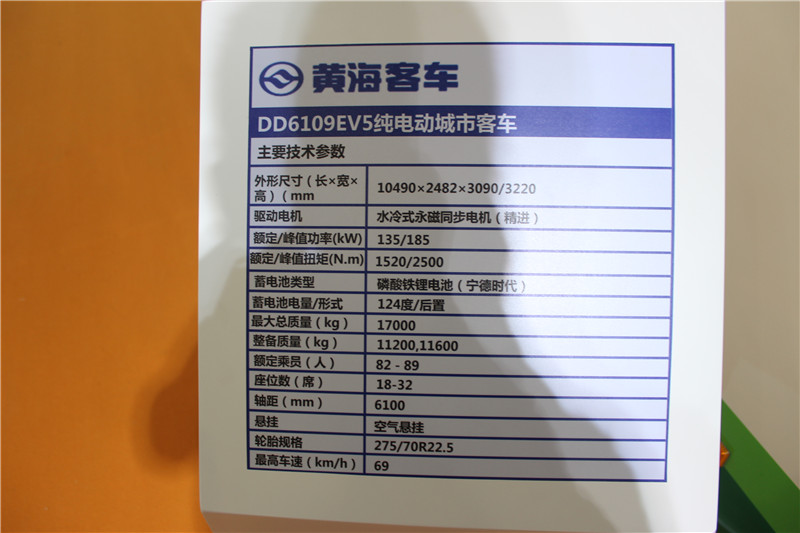 黄海客车
DD6109EV5纯电动城市客车
主要技术参数
外形尺寸（长×宽×
高）（mm
10490×2482×3090/3220
驱动电机
水冷式永磁同步电机（精进）
额定/峰值功率(kW)
135/185
额定/峰值扭矩(N.m)
1520/2500
蓄电池类型
磷酸铁锂电池（宁德时代）
蓄电池电量/形式
124度/后置
最大总质量（kg）
17000
整备质量（kg）
11200,11600
额定乘员（人）
82 - 89
座位数（席）
18-32
轴距（mm）
6100
悬挂
空气悬挂
轮胎规格
275/70R22.5
最高车速（km/h）
69